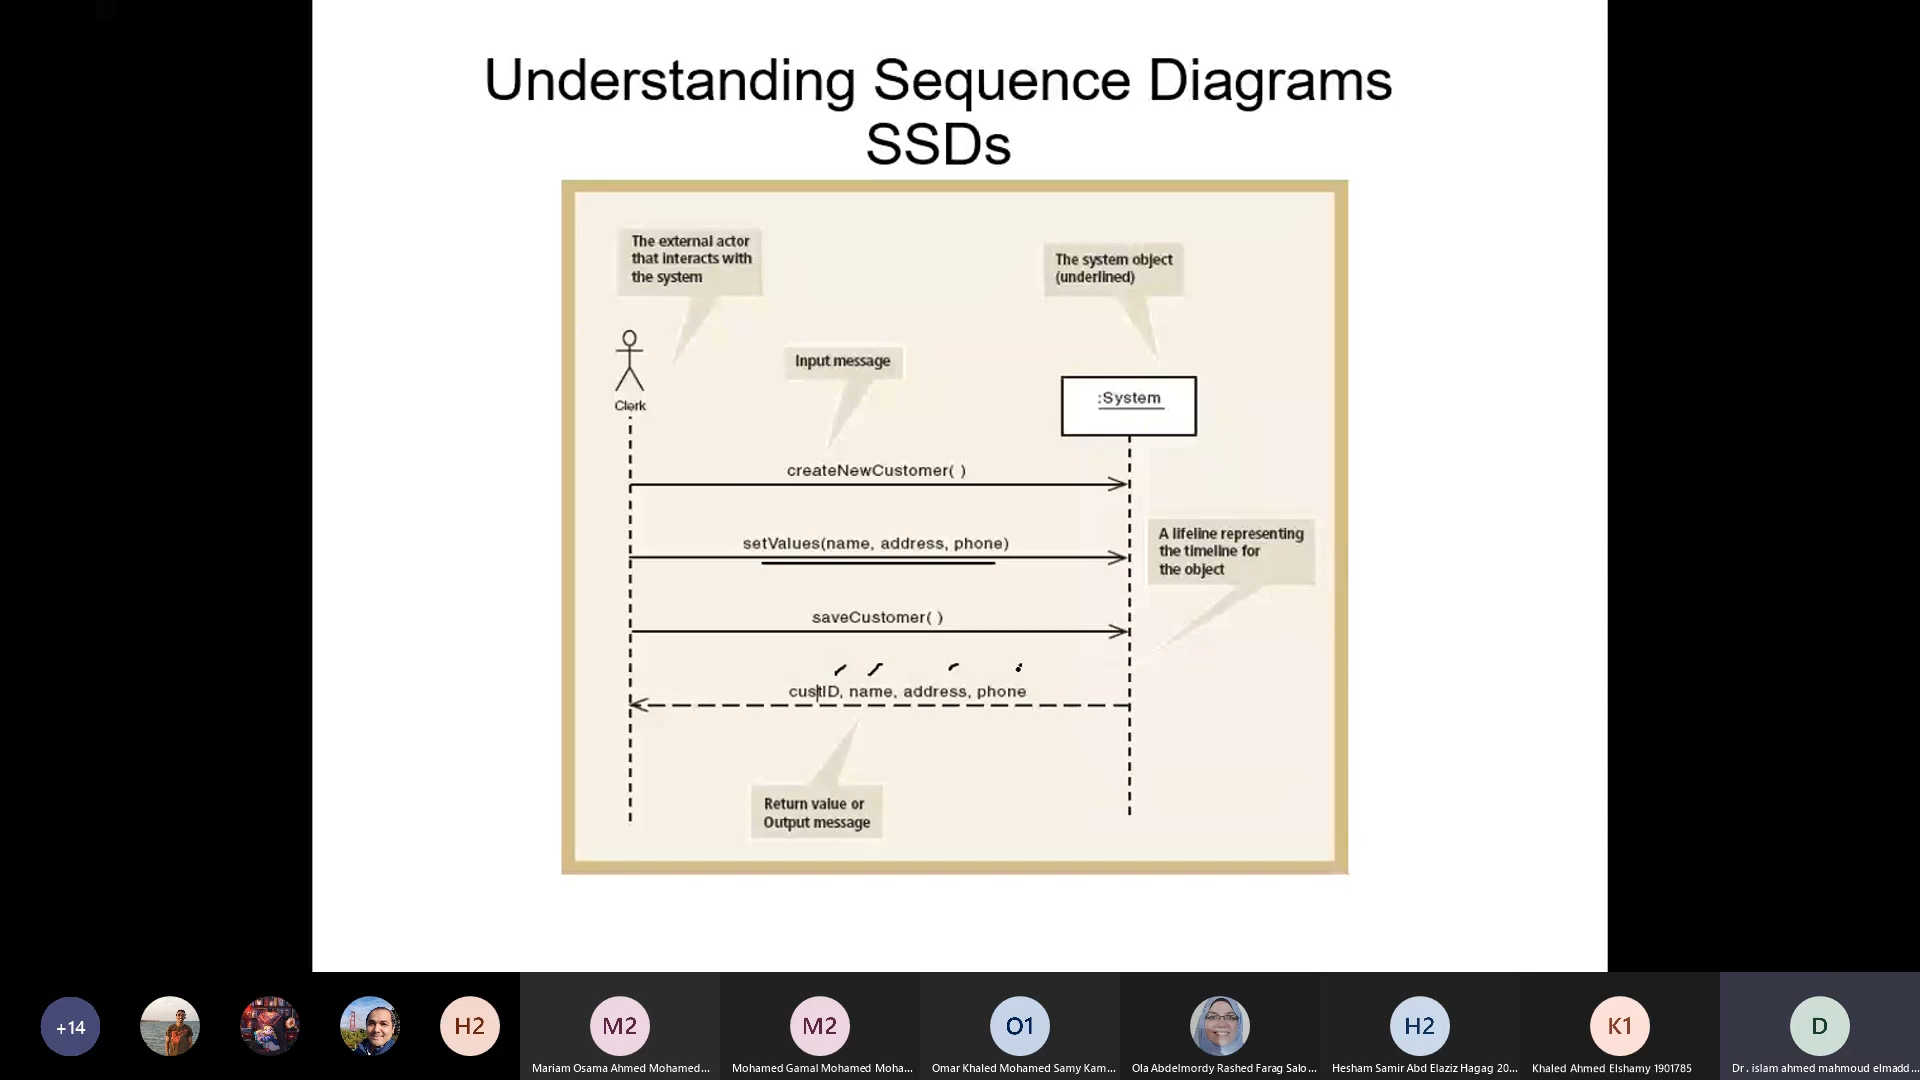 Understanding Sequence Diagrams
SSDs
The external actor
that interacts with
the system
The system object
(underlined)
Input message
Clerk
:System
createNewCustomer( )
setValues(name, address, phone)
A lifeline representing
the timeline for
the object
saveCustomer( )
custID, name, address, phone
Return value or
Output message
+14
H2
M2
M2
O1
H2
K1
D
Mariam Osama Ahmed Mohamed...
Mohamed Gamal Mohamed Moha...
Omar Khaled Mohamed Samy Kam...
Ola Abdelmordy Rashed Farag Salo...
Hesham Samir Abd Elaziz Hagag 20...
Khaled Ahmed Elshamy 1901785
Dr. islam ahmed mahmoud elmadd...